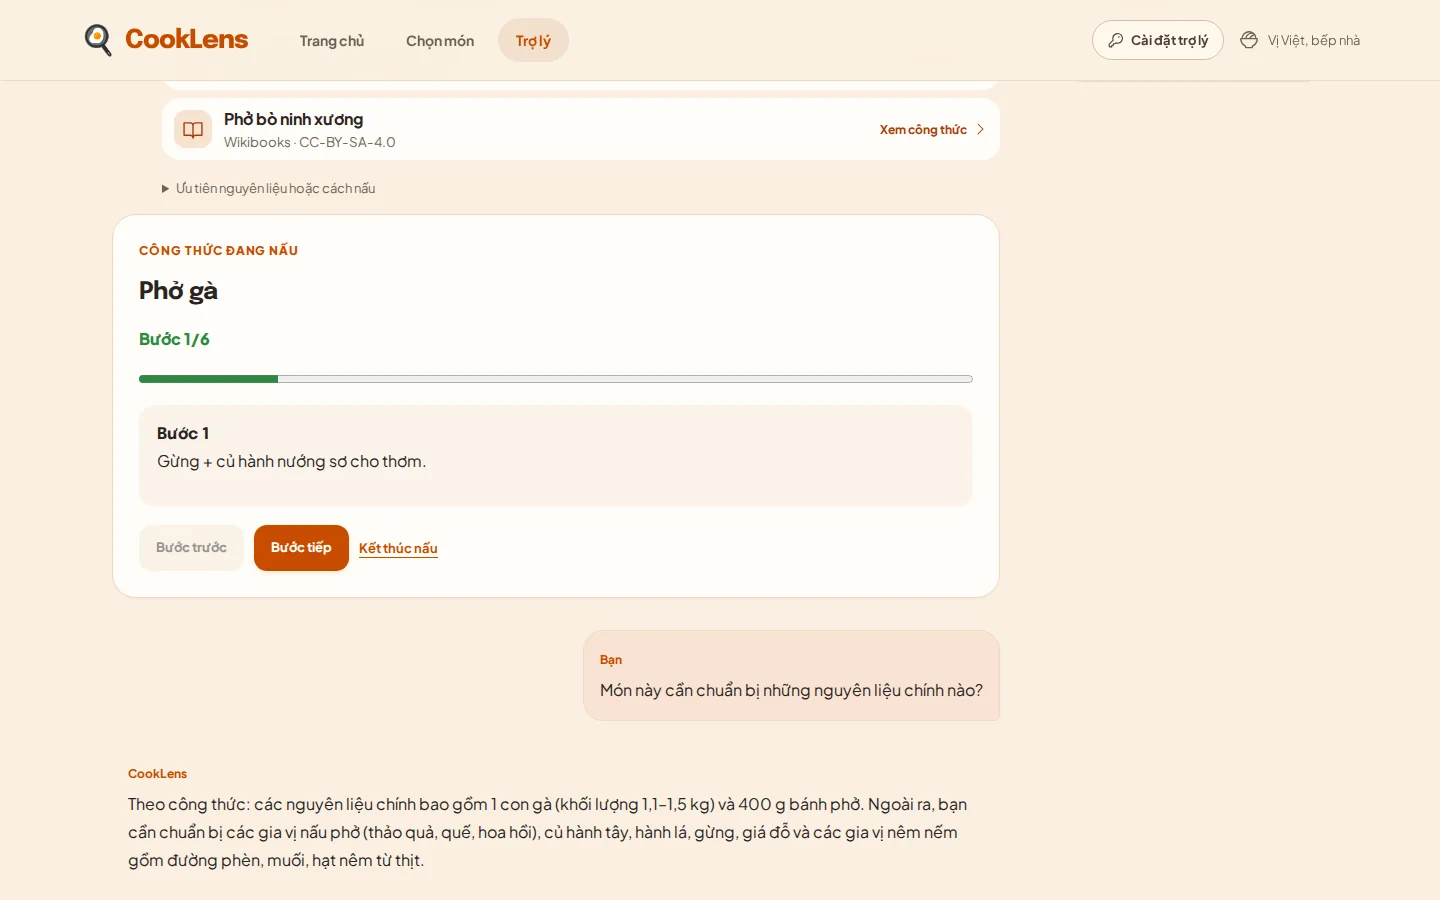 CookLens
Trang chủ
Chọn món
Trợ lý
Cài đặt trợ lý
Vị Việt, bếp nhà
Phở bò ninh xương
Wikibooks · CC-BY-SA-4.0
Xem công thức
Ưu tiên nguyên liệu hoặc cách nấu
CÔNG THỨC ĐANG NẤU
Phở gà
Bước 1/6
Bước 1
Gừng + củ hành nướng sơ cho thơm.
Bước trước
Bước tiếp
Kết thúc nấu
Bạn
Món này cần chuẩn bị những nguyên liệu chính nào?
CookLens
Theo công thức: các nguyên liệu chính bao gồm 1 con gà (khối lượng 1,1–1,5 kg) và 400 g bánh phở. Ngoài ra, bạn
cần chuẩn bị các gia vị nấu phở (thảo quả, quế, hoa hồi), củ hành tây, hành lá, gừng, giá đỗ và các gia vị nêm nếm
gồm đường phèn, muối, hạt nêm từ thịt.